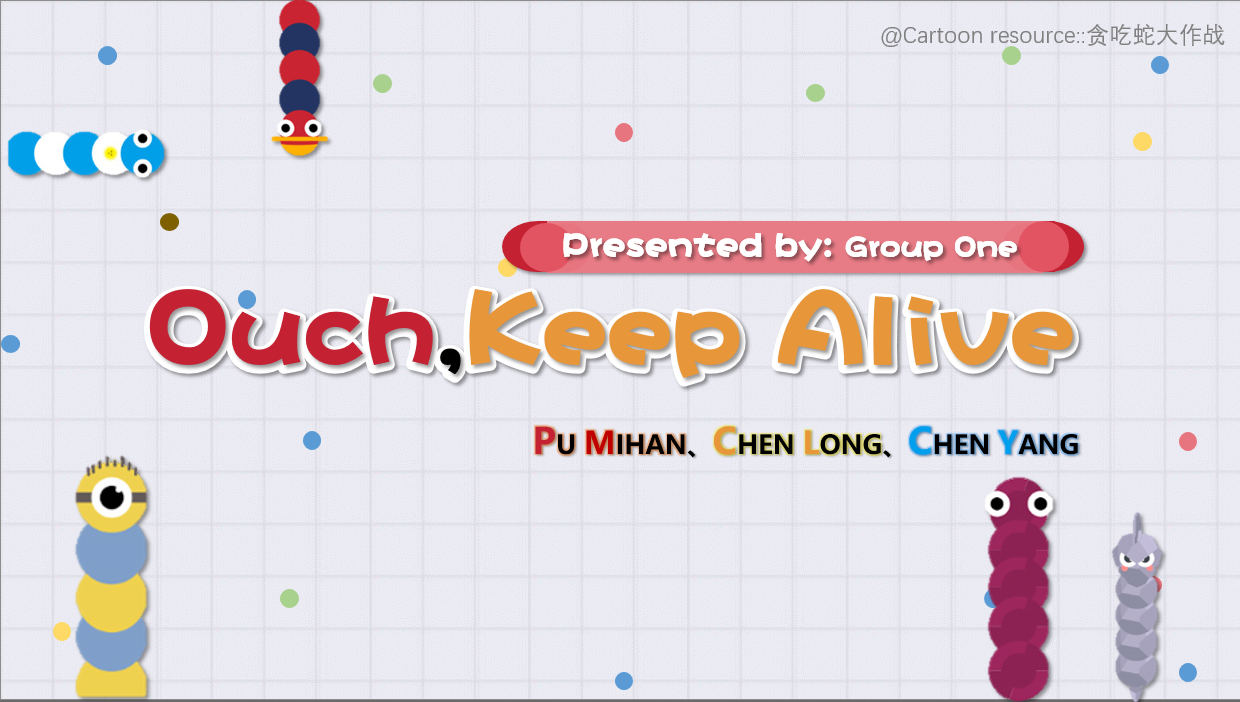 @Cartoon resource::贪吃蛇大作战
Presented by: Group One
Ouch,Keep Alive
PU MIHAN、CHEN LONG、CHEN YANG